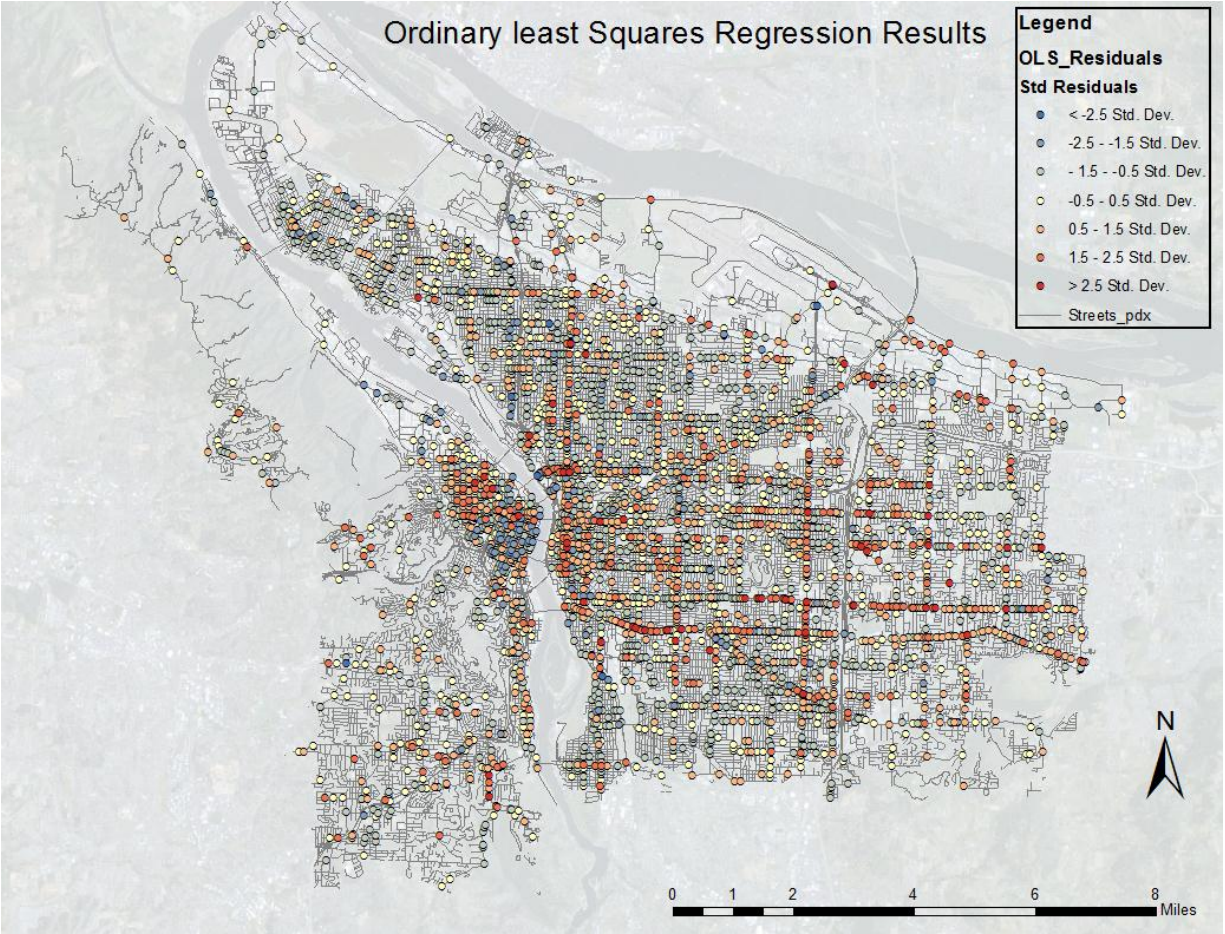 Ordinary least Squares Regression Results
Legend
OLS_Residuals
Std Residuals
< -2.5 Std. Dev.
-2.5 - -1.5 Std. Dev.
- 1.5 - -0.5 Std. Dev.
-0.5 - 0.5 Std. Dev.
0.5 - 1.5 Std. Dev.
1.5 - 2.5 Std. Dev.
> 2.5 Std. Dev.
Streets_pdx
N
0 1 2 4 6 8
Miles